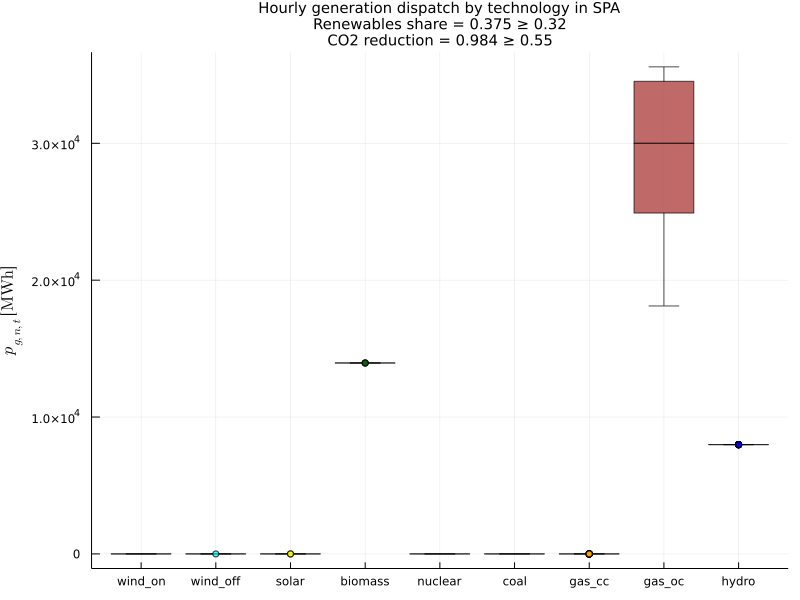 Hourly generation dispatch by technology in SPA
Renewables share = 0.375 ≥ 0.32
CO2 reduction = 0.984 ≥ 0.55
p_{g,n,t} [MWh]
3.0×10⁴
2.0×10⁴
1.0×10⁴
0
wind_on wind_off solar biomass nuclear coal gas_cc gas_oc hydro